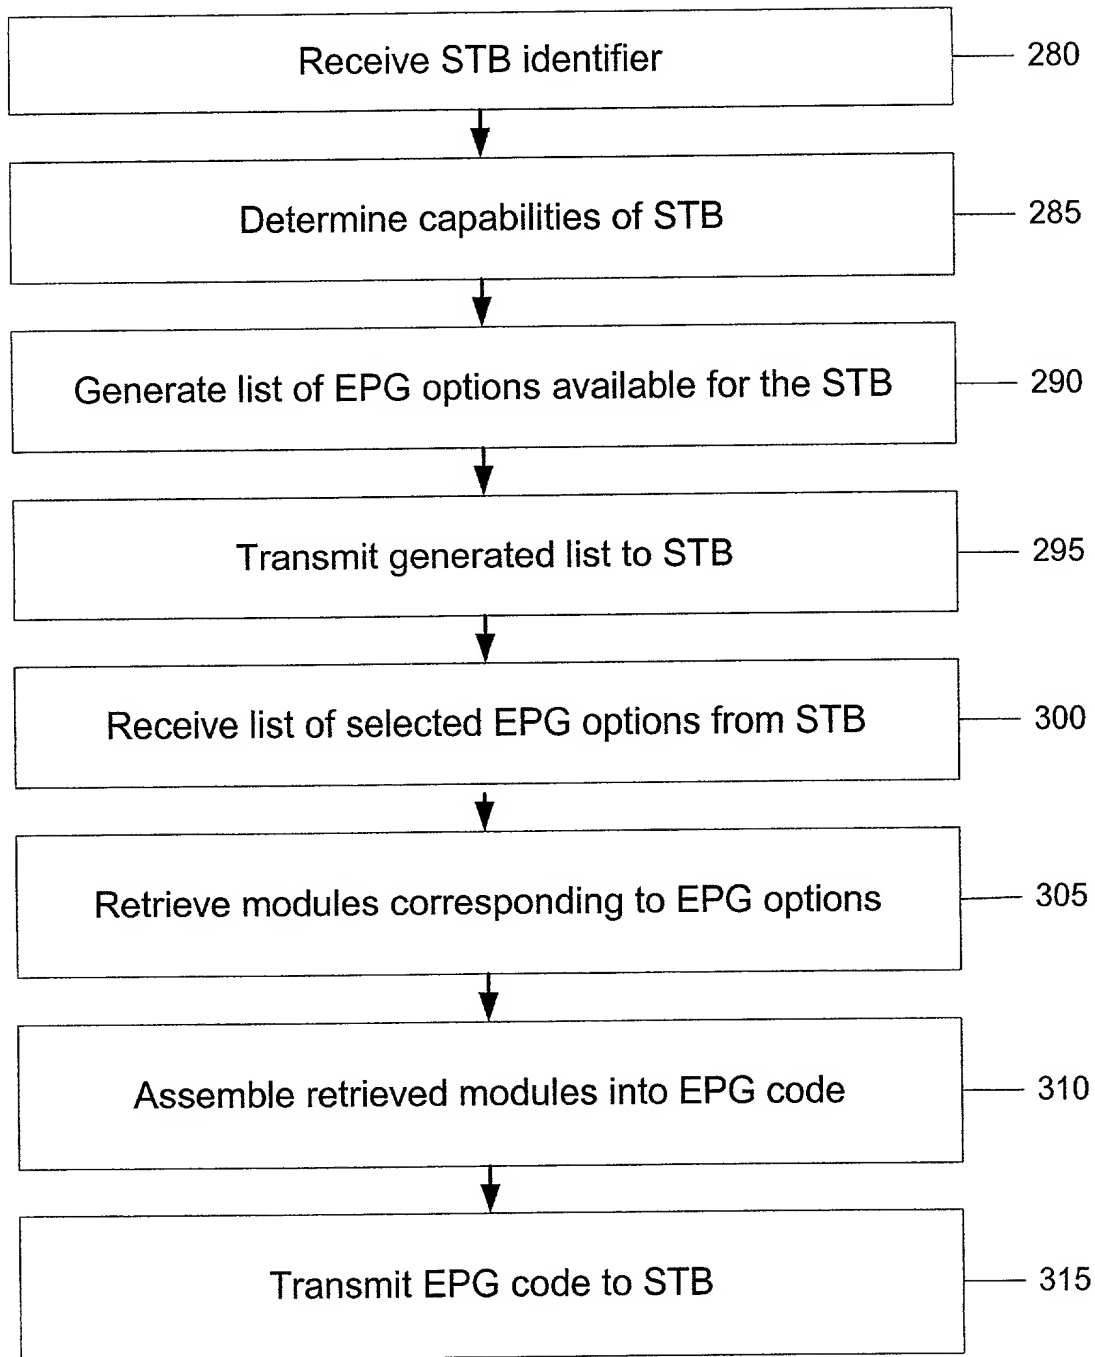 Receive STB identifier
280
Determine capabilities of STB
285
Generate list of EPG options available for the STB
290
Transmit generated list to STB
295
Receive list of selected EPG options from STB
300
Retrieve modules corresponding to EPG options
305
Assemble retrieved modules into EPG code
310
Transmit EPG code to STB
315